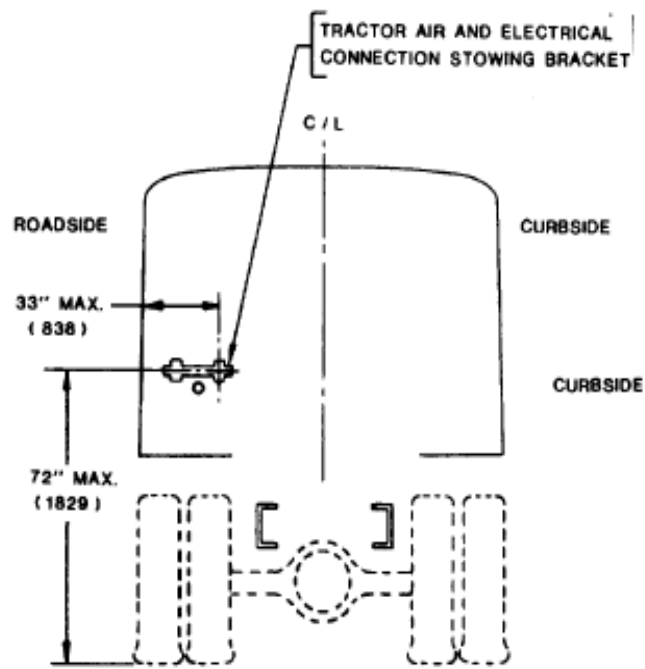 TRACTOR AIR AND ELECTRICAL
CONNECTION STOWING BRACKET
C / L
ROADSIDE
CURBSIDE
33" MAX.
( 838 )
CURBSIDE
72" MAX.
( 1829 )